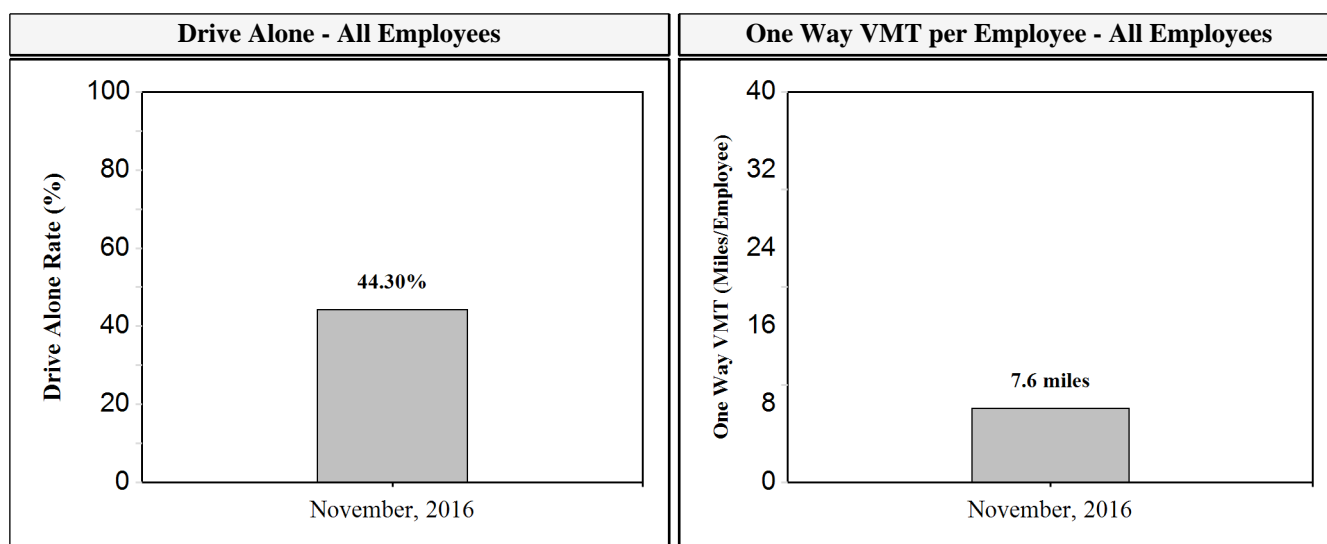 Drive Alone - All Employees
Drive Alone Rate (%)
100
80
60
40
20
0
44.30%
November, 2016
One Way VMT per Employee - All Employees
One Way VMT (Miles/Employee)
40
32
24
16
8
0
7.6 miles
November, 2016